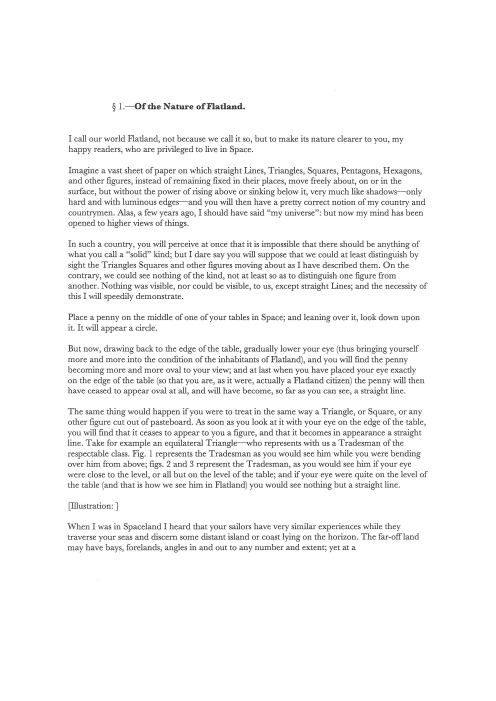 § 1.—Of the Nature of Flatland.
I call our world Flatland, not because we call it so, but to make its nature clearer to you, my
happy readers, who are privileged to live in Space.
Imagine a vast sheet of paper on which straight Lines, Triangles, Squares, Pentagons, Hexagons,
and other figures, instead of remaining fixed in their places, move freely about, on or in the
surface, but without the power of rising above or sinking below it, very much like shadows—only
hard and with luminous edges—and you will then have a pretty correct notion of my country and
countrymen. Alas, a few years ago, I should have said “my universe”: but now my mind has been
opened to higher views of things.
In such a country, you will perceive at once that it is impossible that there should be anything of
what you call a “solid” kind; but I dare say you will suppose that we could at least distinguish by
sight the Triangles Squares and other figures moving about as I have described them. On the
contrary, we could see nothing of the kind, not at least so as to distinguish one figure from
another. Nothing was visible, nor could be visible, to us, except straight Lines; and the necessity of
this I will speedily demonstrate.
Place a penny on the middle of one of your tables in Space; and leaning over it, look down upon
it. It will appear a circle.
But now, drawing back to the edge of the table, gradually lower your eye (thus bringing yourself
more and more into the condition of the inhabitants of Flatland), and you will find the penny
becoming more and more oval to your view; and at last when you have placed your eye exactly
on the edge of the table (so that you are, as it were, actually a Flatland citizen) the penny will then
have ceased to appear oval at all, and will have become, so far as you can see, a straight line.
The same thing would happen if you were to treat in the same way a Triangle, or Square, or any
other figure cut out of pasteboard. As soon as you look at it with your eye on the edge of the table,
you will find that it ceases to appear to you a figure, and that it becomes in appearance a straight
line. Take for example an equilateral Triangle—who represents with us a Tradesman of the
respectable class. Fig. 1 represents the Tradesman as you would see him while you were bending
over him from above; figs. 2 and 3 represent the Tradesman, as you would see him if your eye
were close to the level, or all but on the level of the table; and if your eye were quite on the level of
the table (and that is how we see him in Flatland) you would see nothing but a straight line.
[Illustration: ]
When I was in Spaceland I heard that your sailors have very similar experiences while they
traverse your seas and discern some distant island or coast lying on the horizon. The far-off land
may have bays, forelands, angles in and out to any number and extent; yet at a